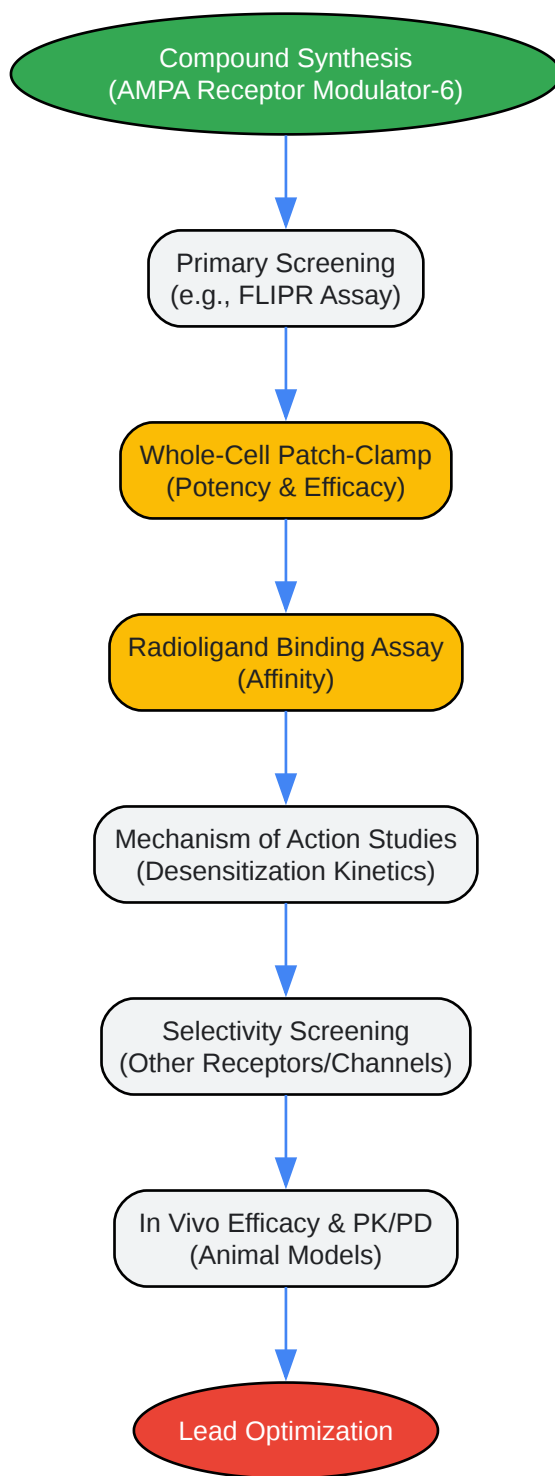 Compound Synthesis
(AMPA Receptor Modulator-6)
Primary Screening
(e.g., FLIPR Assay)
Whole-Cell Patch-Clamp
(Potency & Efficacy)
Radioligand Binding Assay
(Affinity)
Mechanism of Action Studies
(Desensitization Kinetics)
Selectivity Screening
(Other Receptors/Channels)
In Vivo Efficacy & PK/PD
(Animal Models)
Lead Optimization